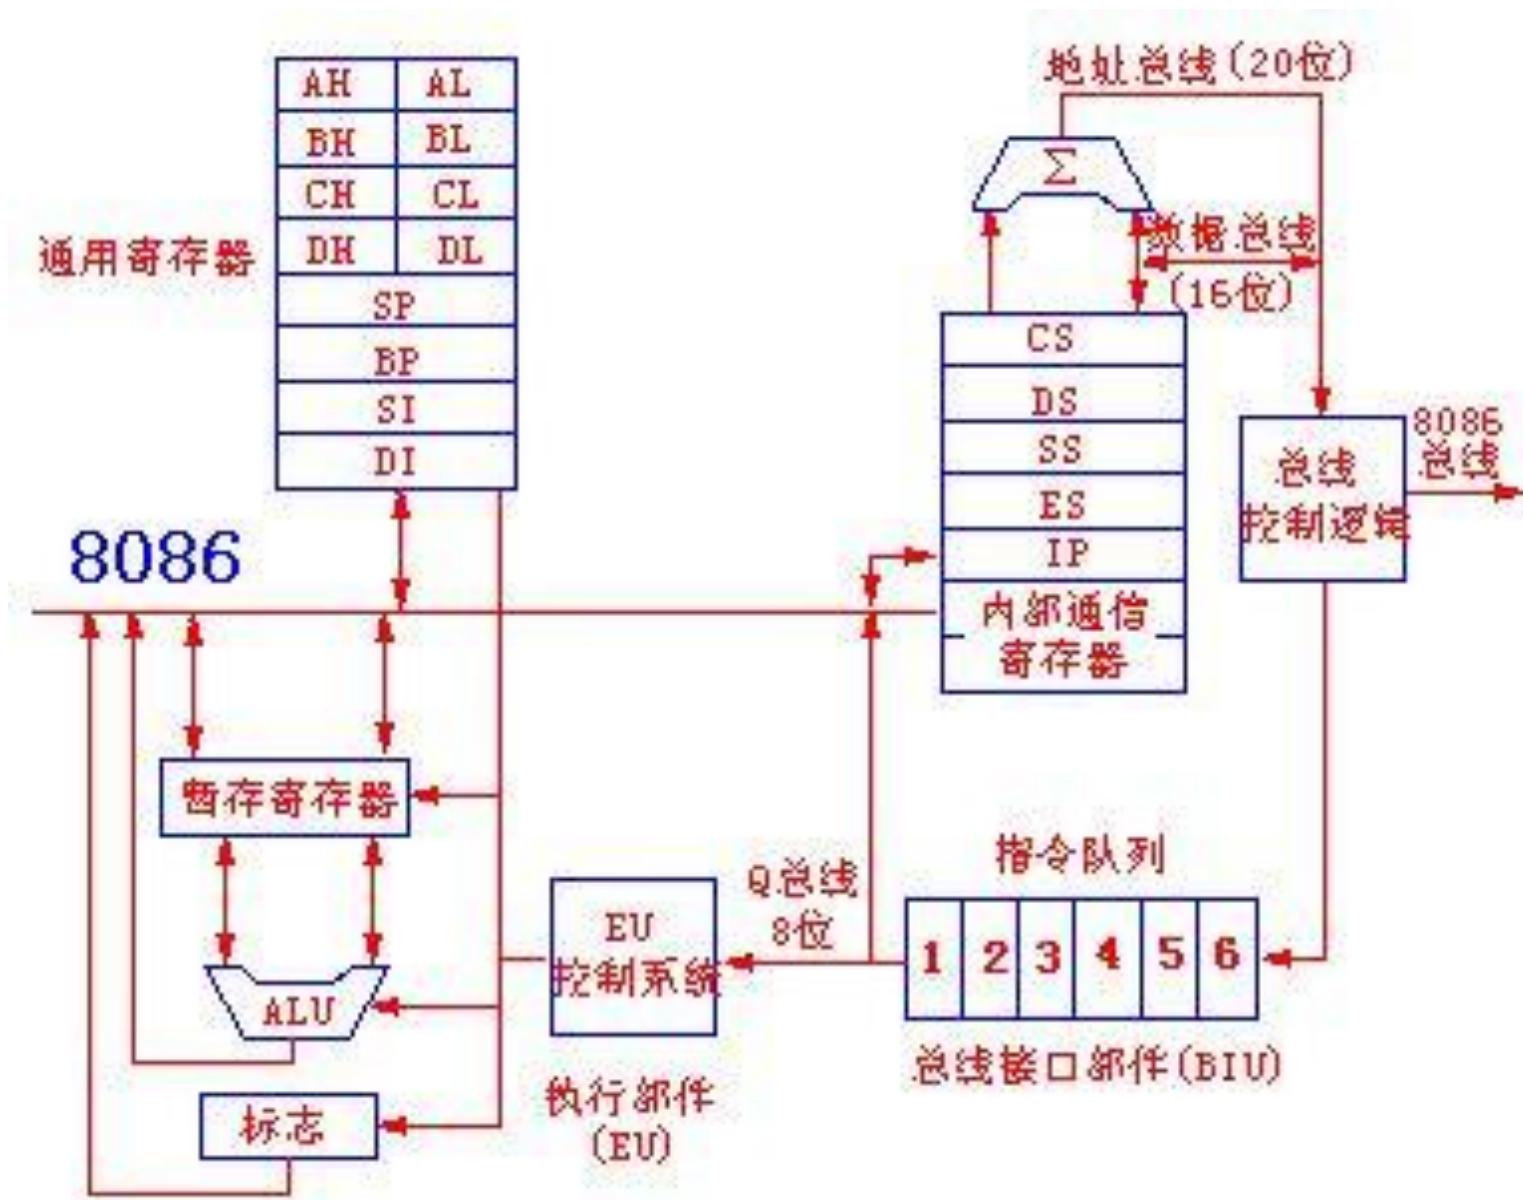 地址总线(20位)
AH AL
BH BL
CH CL
DH DL
通用寄存器
SP
BP
SI
DI
Σ
数据总线
(16位)
CS
DS
SS
ES
IP
内部通信
寄存器
8086
总线
总线
控制逻辑
8086
暂存寄存器
ALU
标志
EU
控制系统
执行部件
(EU)
Q总线
8位
指令队列
1 2 3 4 5 6
总线接口部件(BIU)